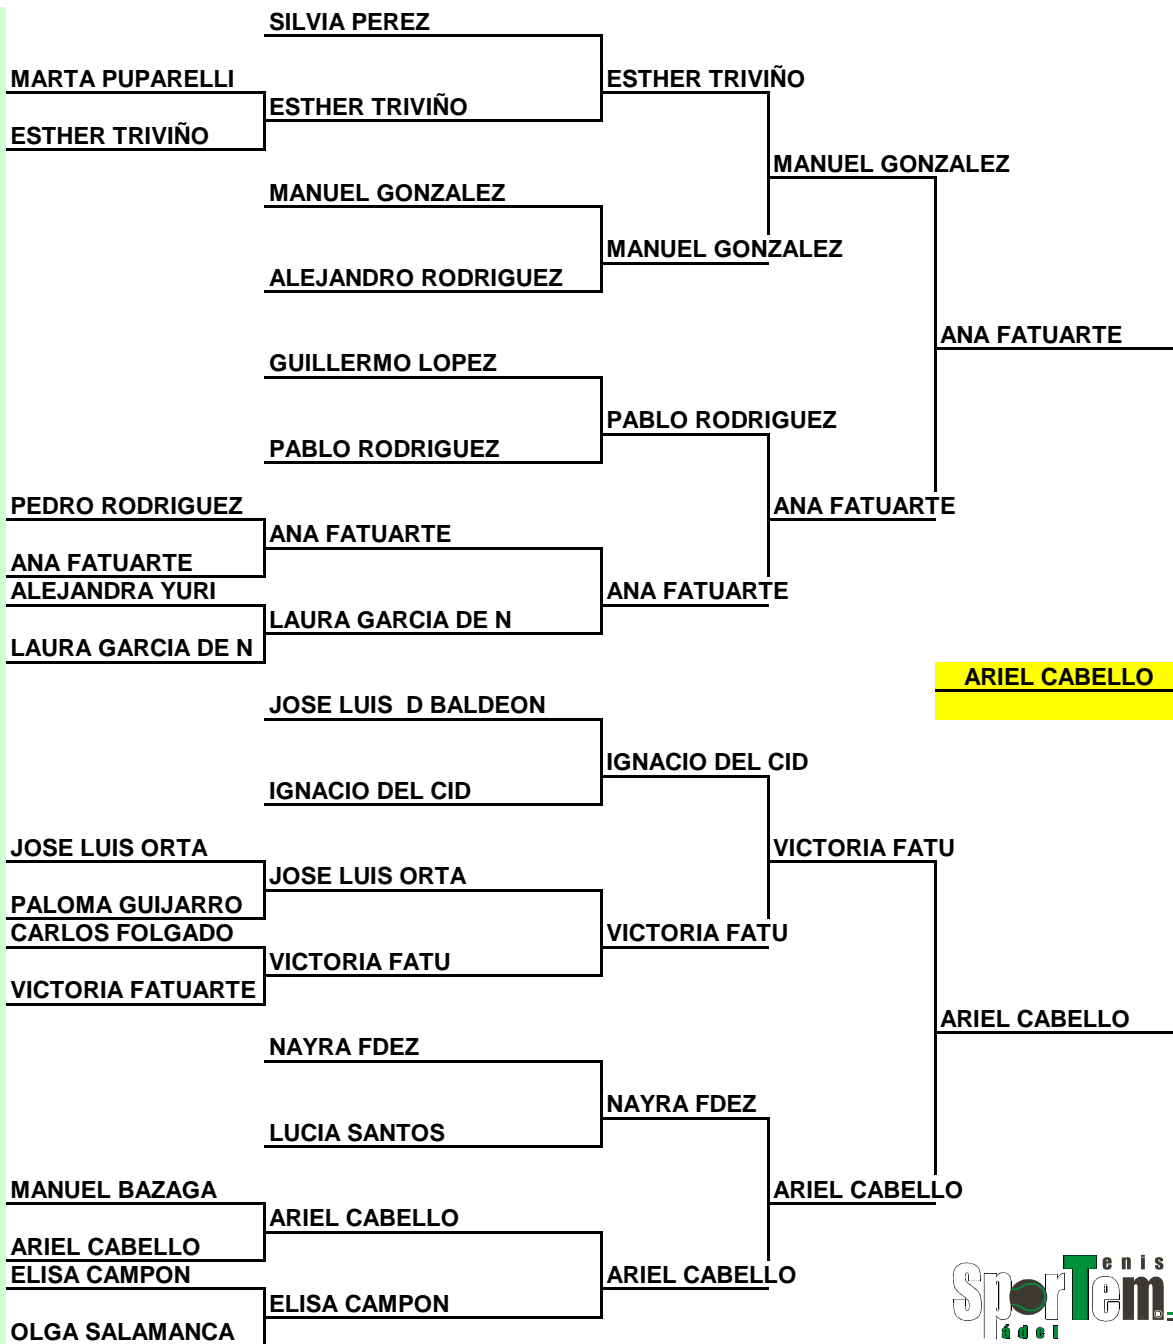 SILVIA PEREZ
MARTA PUPARELLI
ESTHER TRIVIÑO
ESTHER TRIVIÑO
ESTHER TRIVIÑO
MANUEL GONZALEZ
MANUEL GONZALEZ
MANUEL GONZALEZ
ALEJANDRO RODRIGUEZ
ANA FATUARTE
GUILLERMO LOPEZ
PABLO RODRIGUEZ
PABLO RODRIGUEZ
PEDRO RODRIGUEZ
ANA FATUARTE
ANA FATUARTE
ANA FATUARTE
ALEJANDRA YURI
ANA FATUARTE
LAURA GARCIA DE N
LAURA GARCIA DE N
ARIEL CABELLO
JOSE LUIS  D BALDEON
IGNACIO DEL CID
IGNACIO DEL CID
JOSE LUIS ORTA
VICTORIA FATU
JOSE LUIS ORTA
PALOMA GUIJARRO
CARLOS FOLGADO
VICTORIA FATU
VICTORIA FATU
VICTORIA FATUARTE
ARIEL CABELLO
NAYRA FDEZ
NAYRA FDEZ
LUCIA SANTOS
MANUEL BAZAGA
ARIEL CABELLO
ARIEL CABELLO
ARIEL CABELLO
ELISA CAMPON
ARIEL CABELLO
ELISA CAMPON
OLGA SALAMANCA
Tenis
SporTem
ádel